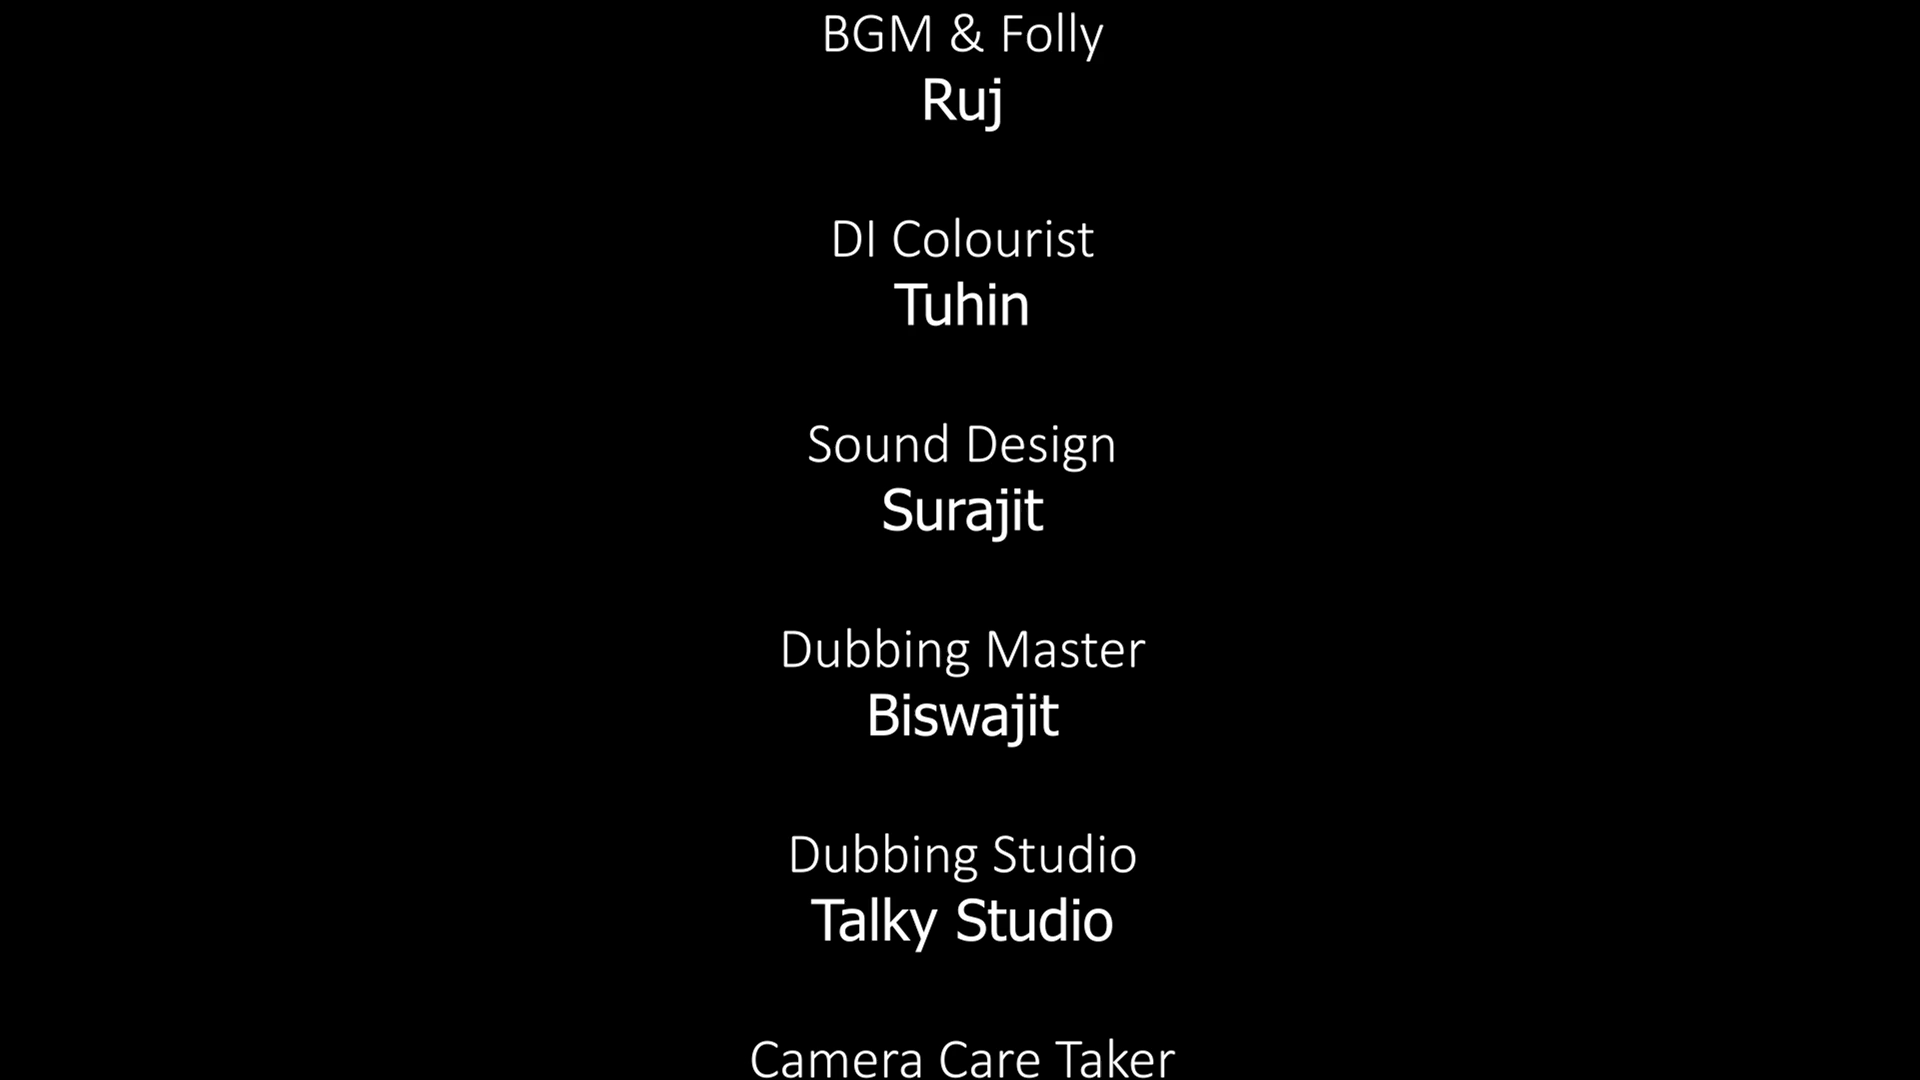 BGM & Folly
Ruj
DI Colourist
Tuhin
Sound Design
Surajit
Dubbing Master
Biswajit
Dubbing Studio
Talky Studio
Camera Care Taker